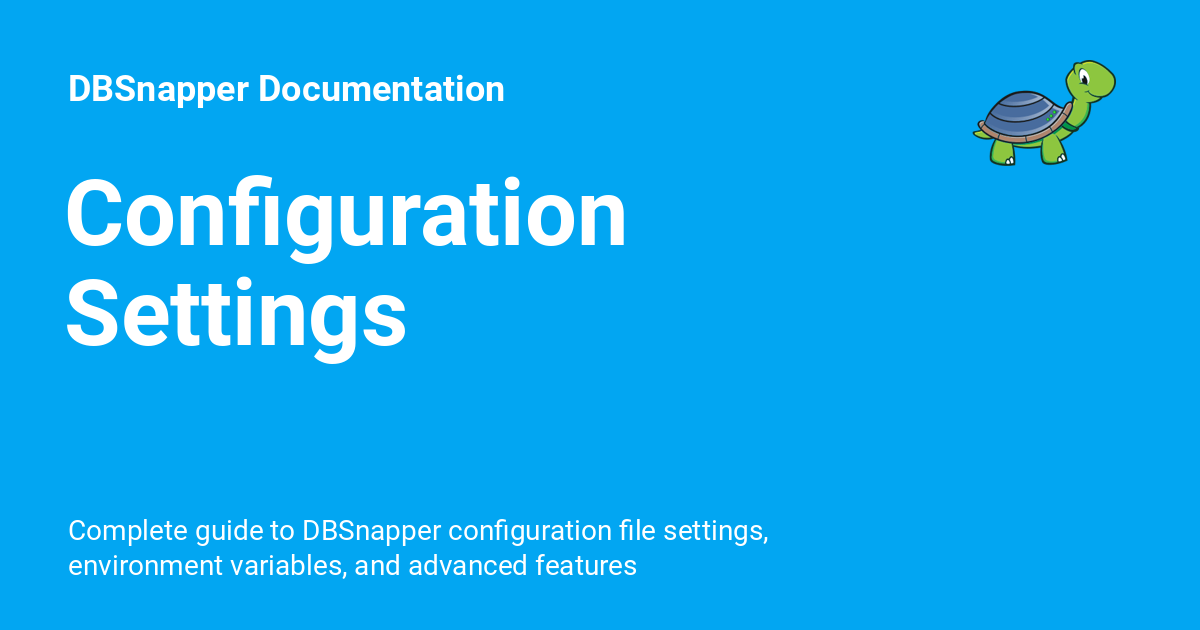 DBSnapper Documentation
Configuration
Settings
Complete guide to DBSnapper configuration file settings,
environment variables, and advanced features